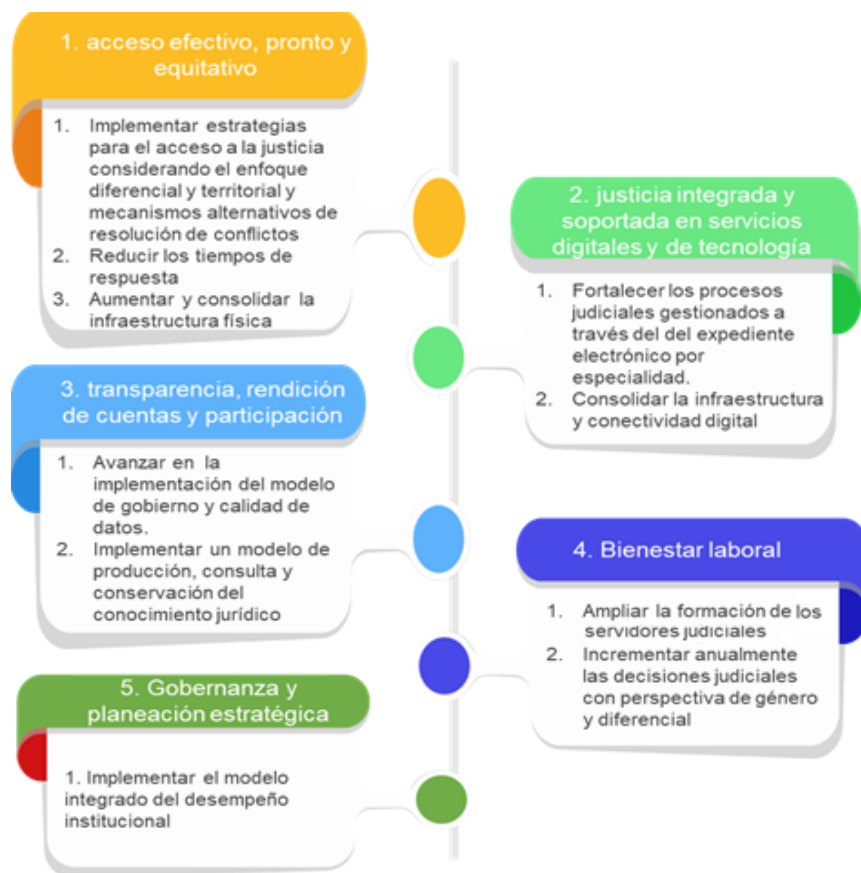 1. acceso efectivo, pronto y
equitativo
1. Implementar estrategias
para el acceso a la justicia
considerando el enfoque
diferencial y territorial y
mecanismos alternativos de
resolución de conflictos
2. Reducir los tiempos de
respuesta
3. Aumentar y consolidar la
infraestructura física
2. justicia integrada y
soportada en servicios
digitales y de tecnología
1. Fortalecer los procesos
judiciales gestionados a
través del del expediente
electrónico por
especialidad.
2. Consolidar la infraestructura
y conectividad digital
3. transparencia, rendición
de cuentas y participación
1. Avanzar en la
implementación del modelo
de gobierno y calidad de
datos.
2. Implementar un modelo de
producción, consulta y
conservación del
conocimiento jurídico
4. Bienestar laboral
1. Ampliar la formación de los
servidores judiciales
2. Incrementar anualmente
las decisiones judiciales
con perspectiva de género
y diferencial
5. Gobernanza y
planeación estratégica
1. Implementar el modelo
integrado del desempeño
institucional